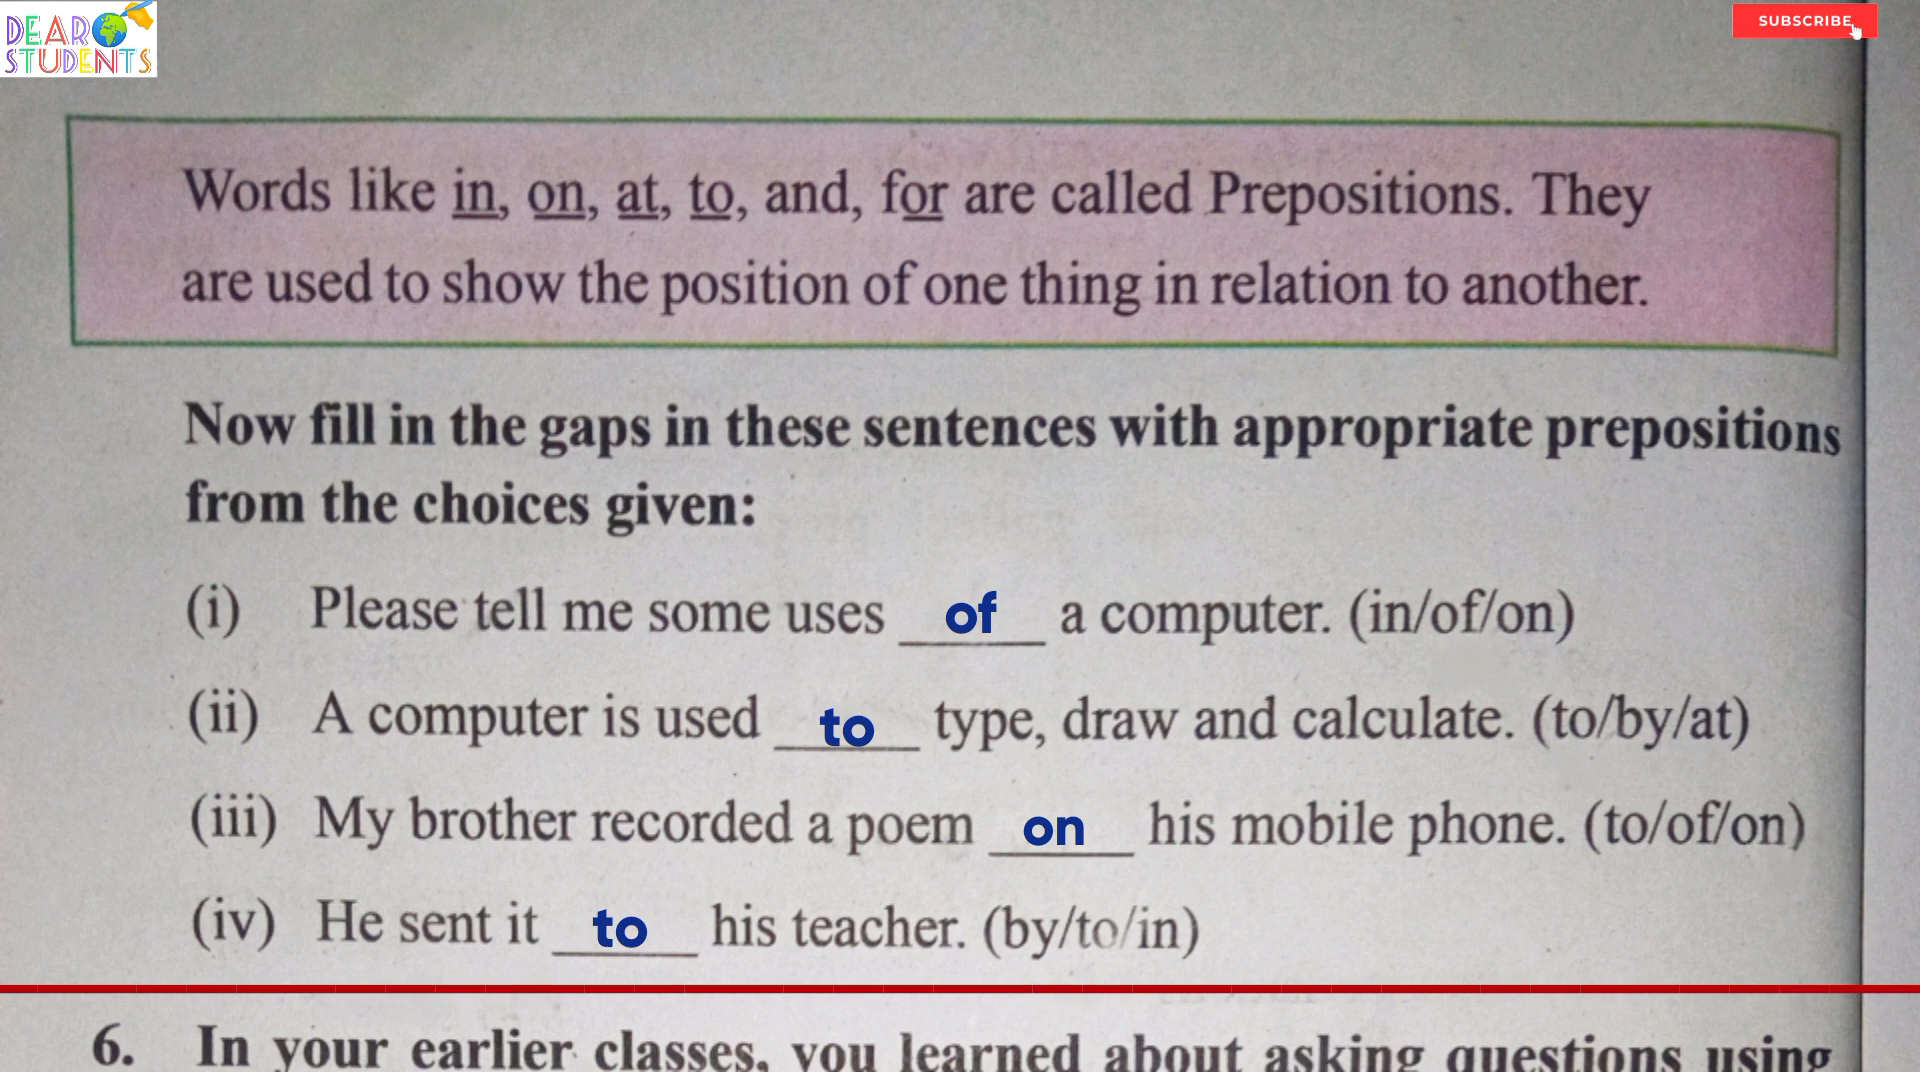 DEAR
STUDENTS
SUBSCRIBE
Words like in, on, at, to, and, for are called Prepositions. They
are used to show the position of one thing in relation to another.
Now fill in the gaps in these sentences with appropriate prepositions
from the choices given:
(i) Please tell me some uses of a computer. (in/of/on)
(ii) A computer is used to type, draw and calculate. (to/by/at)
(iii) My brother recorded a poem on his mobile phone. (to/of/on)
(iv) He sent it to his teacher. (by/to/in)
6. In your earlier classes, you learned about asking questions using